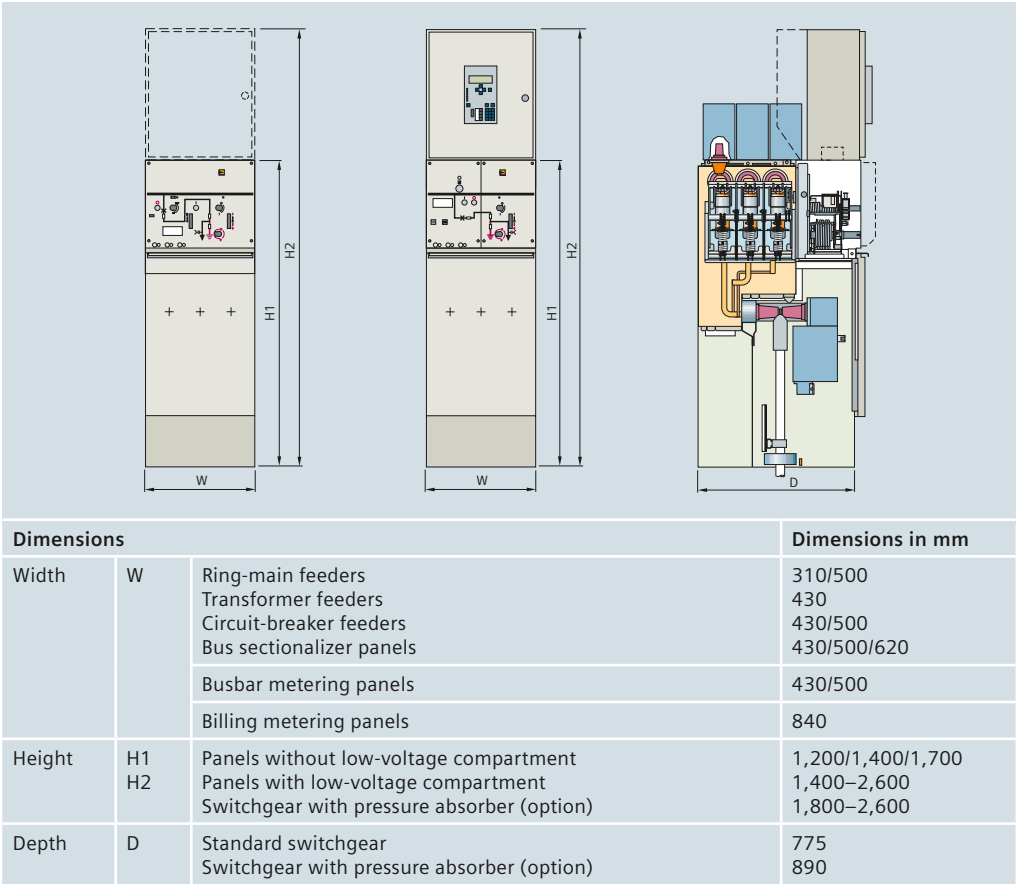 H2
H1
W
H2
H1
W
D
Dimensions Dimensions in mm
Width W Ring-main feeders 310/500
Transformer feeders 430
Circuit-breaker feeders 430/500
Bus sectionalizer panels 430/500/620
Busbar metering panels 430/500
Billing metering panels 840
Height H1 Panels without low-voltage compartment 1,200/1,400/1,700
H2 Panels with low-voltage compartment 1,400–2,600
Switchgear with pressure absorber (option) 1,800–2,600
Depth D Standard switchgear 775
Switchgear with pressure absorber (option) 890